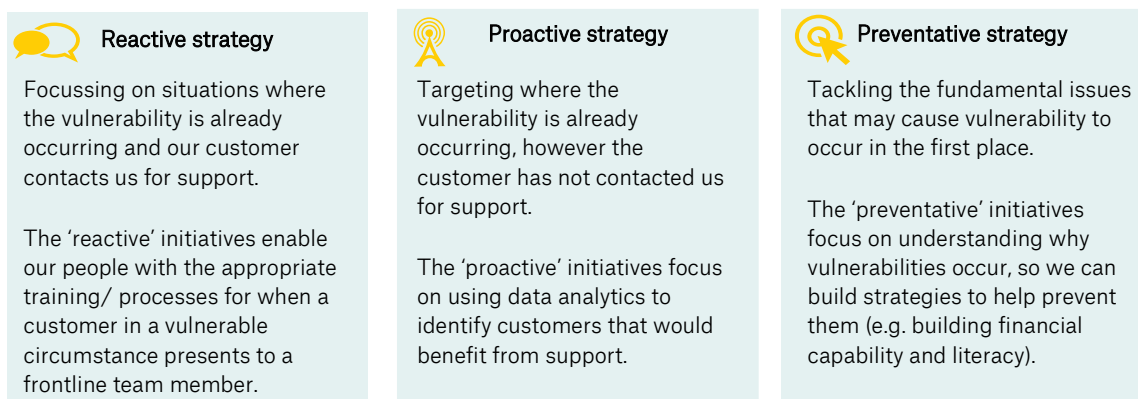 Reactive strategy
Focussing on situations where
the vulnerability is already
occurring and our customer
contacts us for support.
The ‘reactive’ initiatives enable
our people with the appropriate
training/ processes for when a
customer in a vulnerable
circumstance presents to a
frontline team member.
Proactive strategy
Targeting where the
vulnerability is already
occurring, however the
customer has not contacted us
for support.
The ‘proactive’ initiatives focus
on using data analytics to
identify customers that would
benefit from support.
Preventative strategy
Tackling the fundamental issues
that may cause vulnerability to
occur in the first place.
The ‘preventative’ initiatives
focus on understanding why
vulnerabilities occur, so we can
build strategies to help prevent
them (e.g. building financial
capability and literacy).